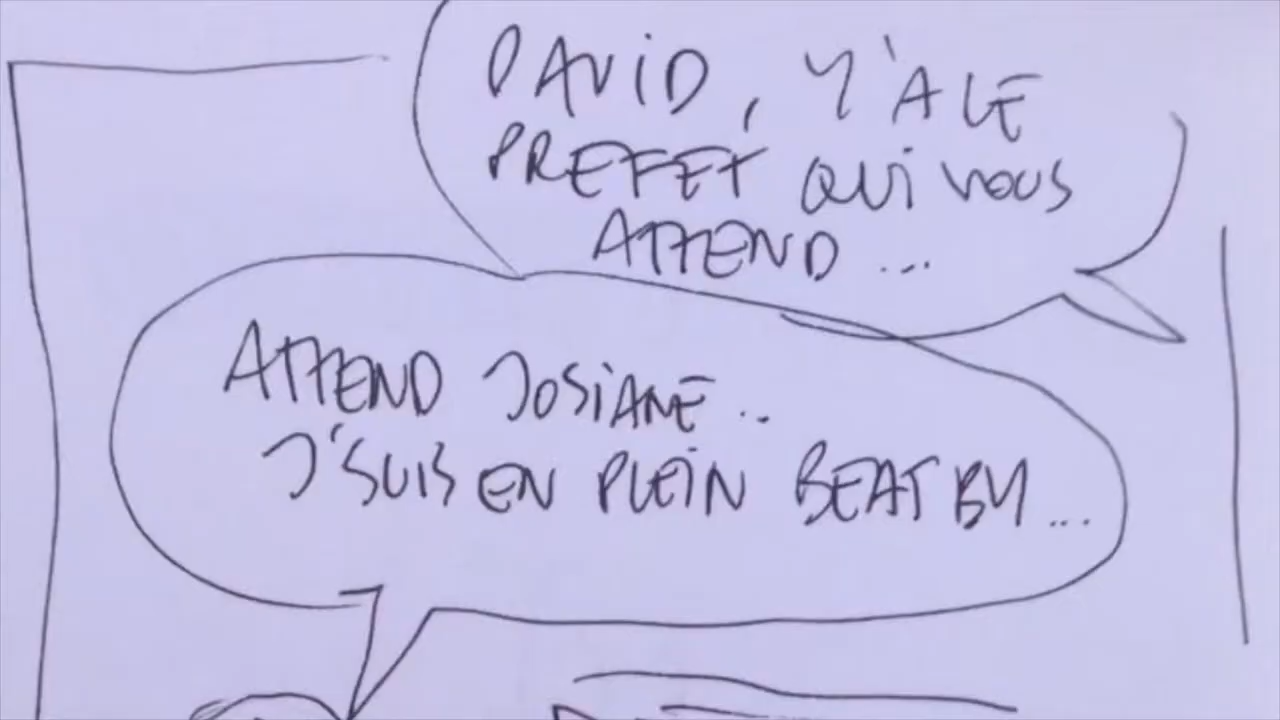 DAVID, Y'A LE
PREFET QUI VOUS
ATTEND...
ATTEND JOSIANE..
J'SUIS EN PLEIN BEAT BY...